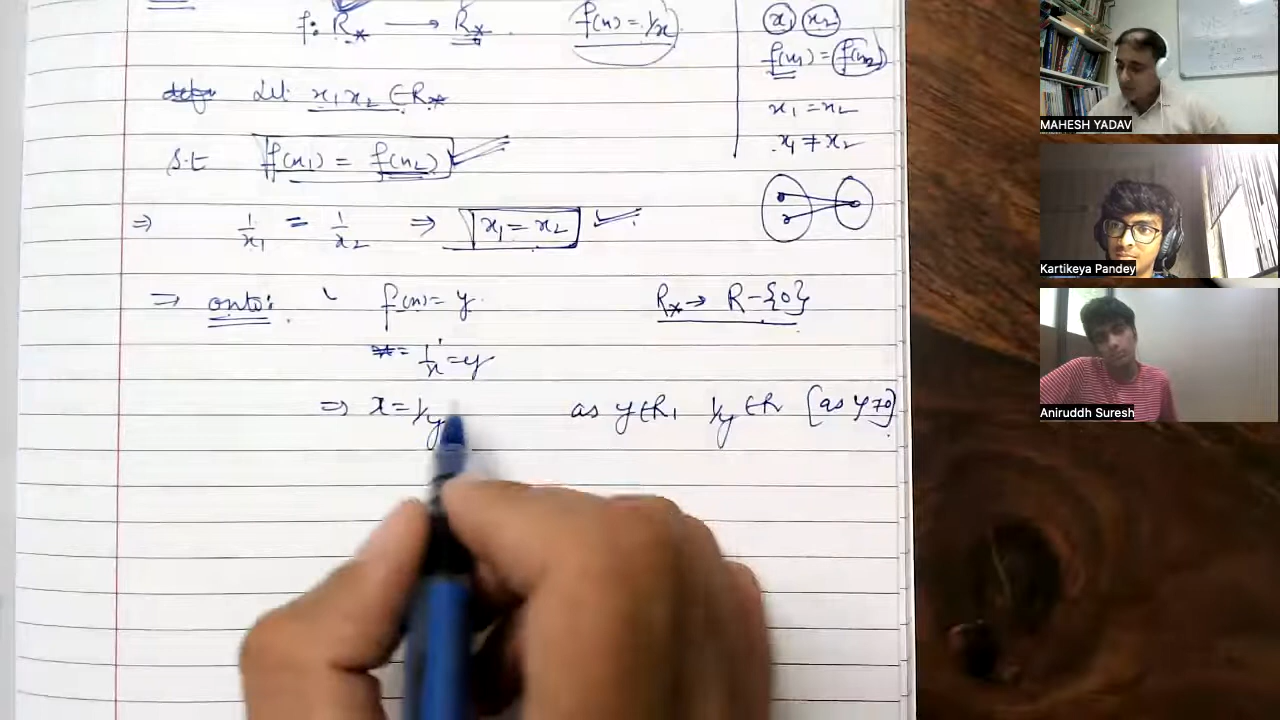 f: R* → R* f(x) = 1/x
Let x1 x2 ∈ R*
s.t f(x1) = f(x2)
⇒ 1/x1 = 1/x2 ⇒ x1 = x2
⇒ onto: f(x) = y R* → R-{0}
= 1/x = y
⇒ x = 1/y as y∈R, 1/y ∈ R [as y≠0]
x1 x2
f(x1) = f(x2)
x1 = x2
x1 ≠ x2
MAHESH YADAV
Kartikeya Pandey
Aniruddh Suresh